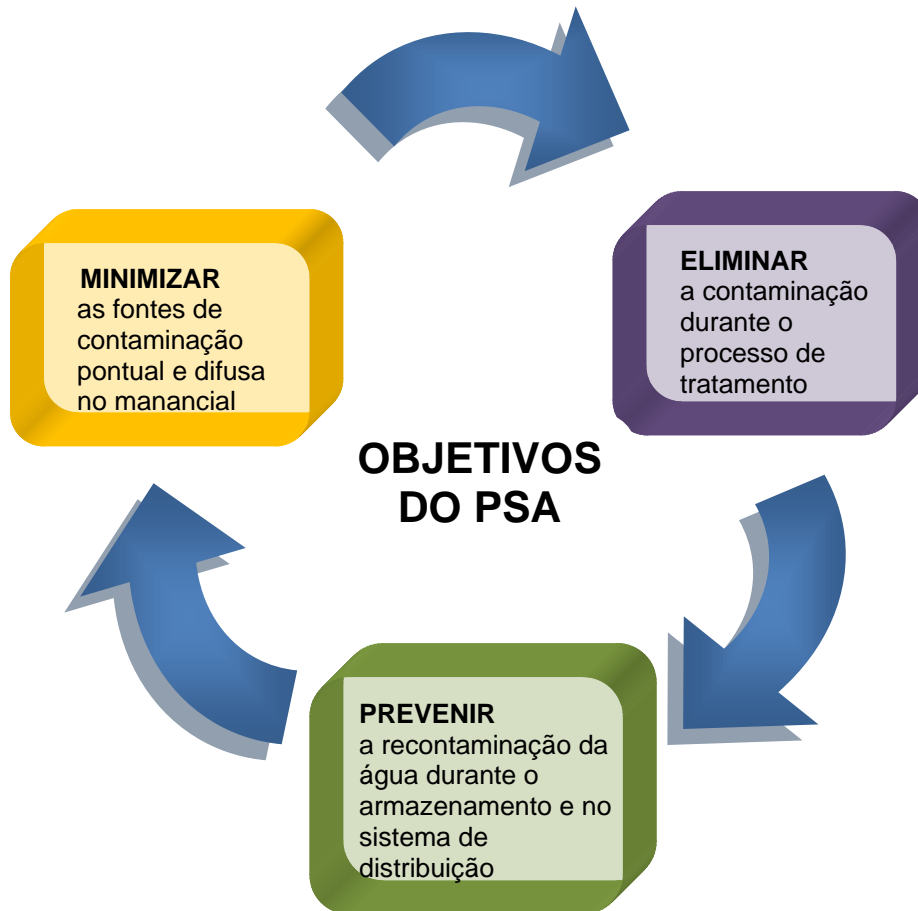 MINIMIZAR
as fontes de
contaminação
pontual e difusa
no manancial
ELIMINAR
a contaminação
durante o
processo de
tratamento
OBJETIVOS
DO PSA
PREVENIR
a recontaminação da
água durante o
armazenamento e no
sistema de
distribuição